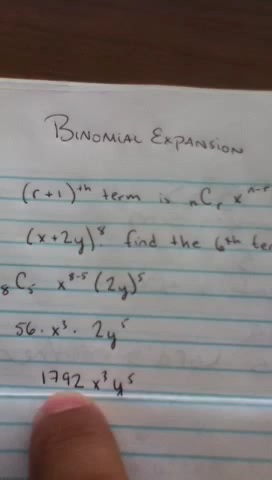 BINOMIAL EXPANSION
(r+1)ᵗʰ term is ₙCᵣ xⁿ⁻ʳ
(x+2y)⁸. find the 6ᵗʰ te
₈C₅ x⁸⁻⁵ (2y)⁵
56 · x³ · 2y⁵
1792 x³y⁵